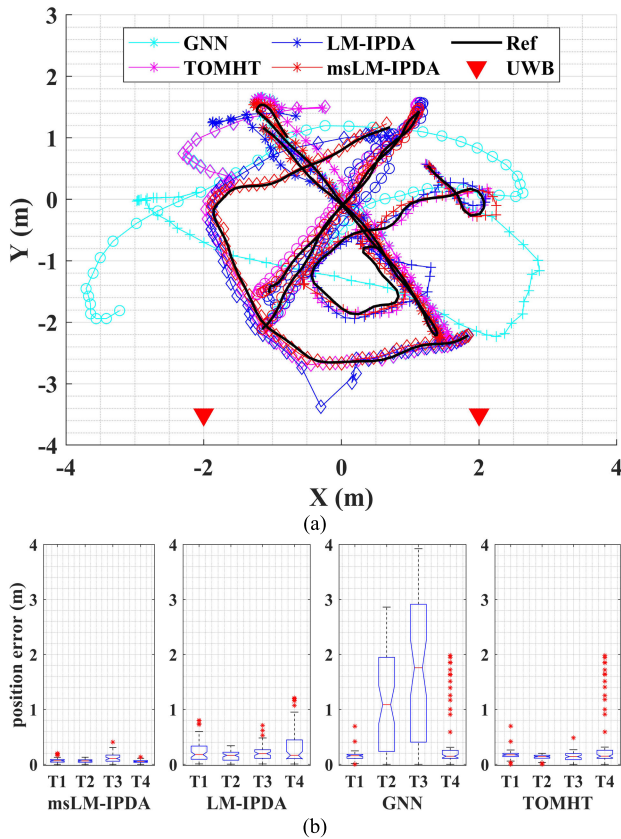 3
2
1
0
-1
-2
-3
-4
Y (m)
GNN LM-IPDA Ref
TOMHT msLM-IPDA UWB
-4 -2 0 2 4
X (m)
(a)
position error (m)
4 4 4 4
3 3 3 3
2 2 2 2
1 1 1 1
0 0 0 0
T1 T2 T3 T4 T1 T2 T3 T4 T1 T2 T3 T4 T1 T2 T3 T4
msLM-IPDA LM-IPDA GNN TOMHT
(b)